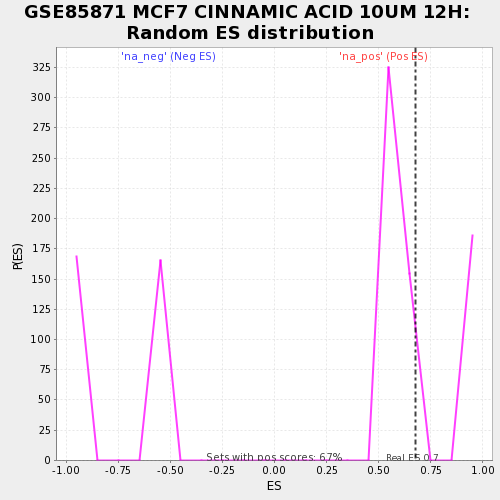 GSE85871 MCF7 CINNAMIC ACID 10UM 12H:
Random ES distribution
'na_neg' (Neg ES)
'na_pos' (Pos ES)
325
300
275
250
225
200
175
150
125
100
75
50
25
0
P(ES)
Sets with pos scores: 67%
Real ES 0.7
-1.00
-0.75
-0.50
-0.25
0.00
0.25
0.50
0.75
1.00
ES